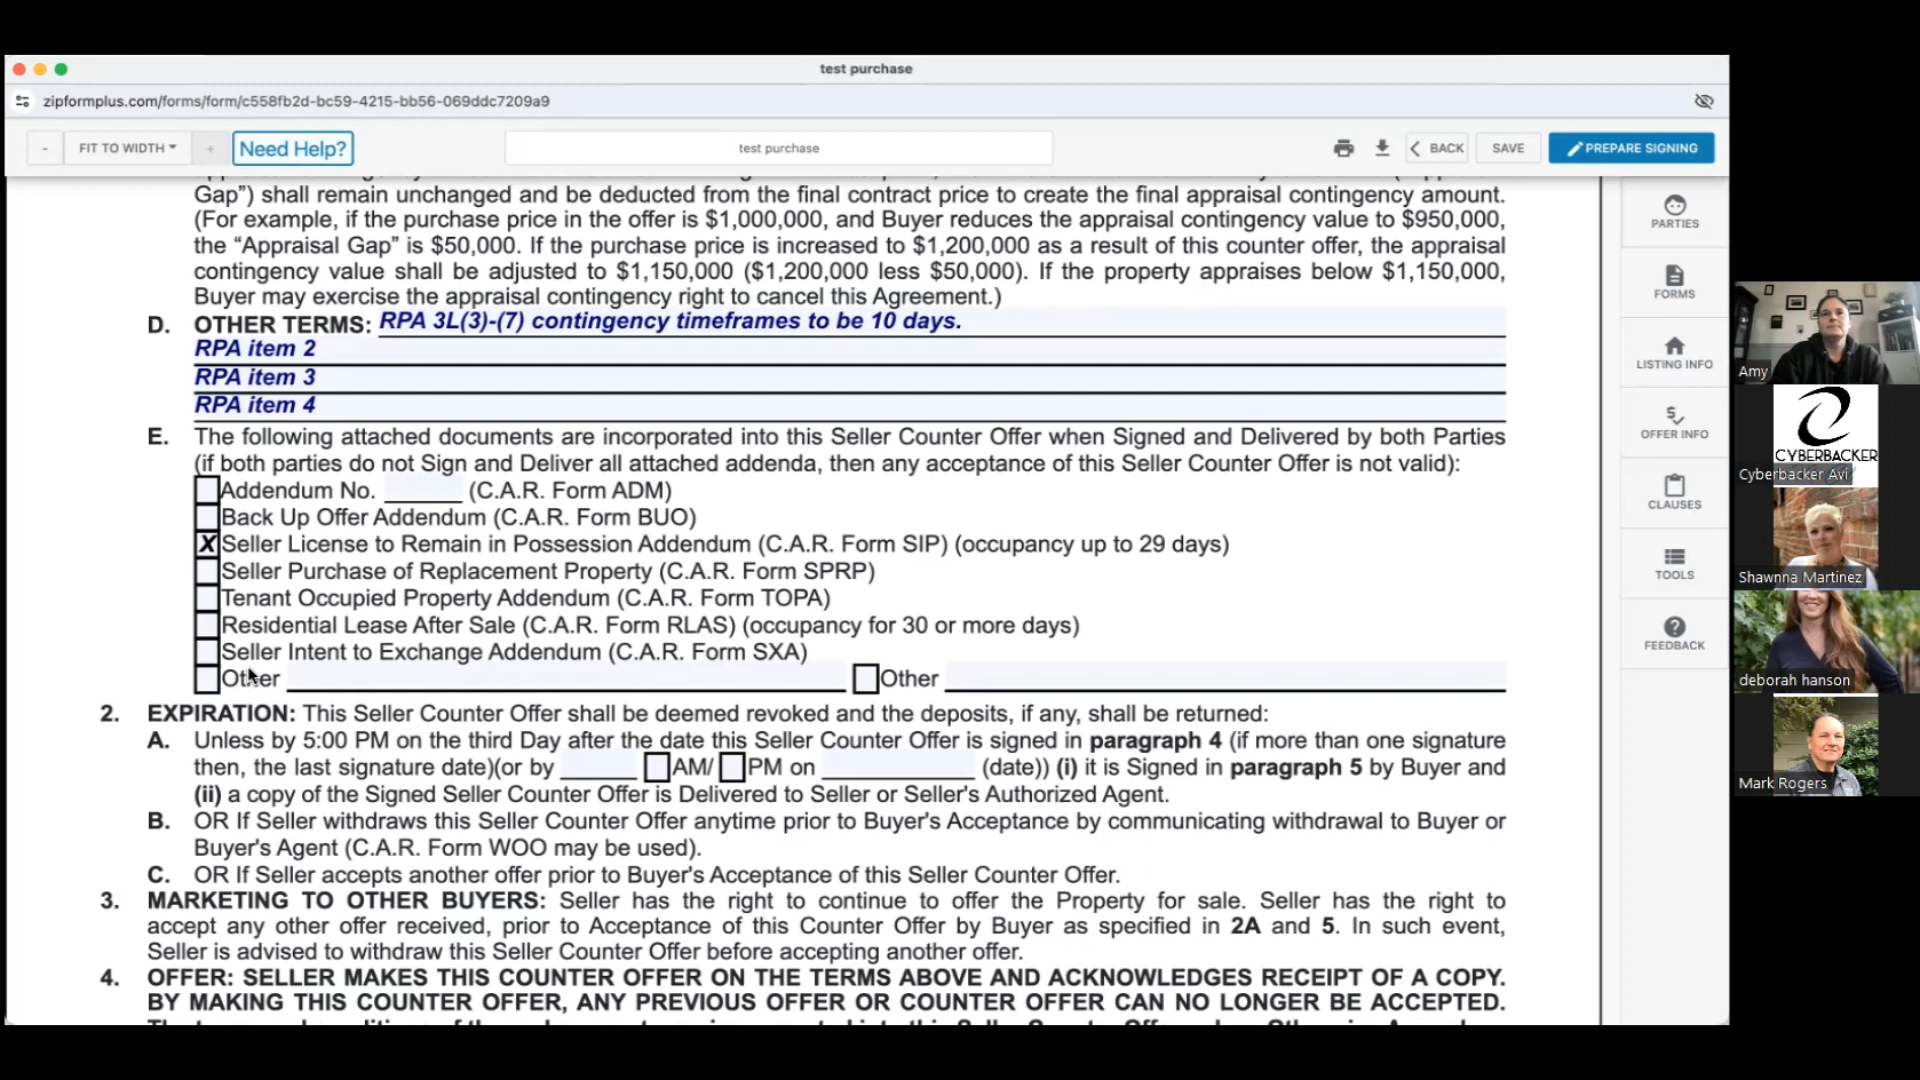 test purchase
zipformplus.com/forms/form/c558fb2d-bc59-4215-bb56-069ddc7209a9
- FIT TO WIDTH + Need Help? test purchase BACK SAVE PREPARE SIGNING
Gap”) shall remain unchanged and be deducted from the final contract price to create the final appraisal contingency amount.
(For example, if the purchase price in the offer is $1,000,000, and Buyer reduces the appraisal contingency value to $950,000,
the “Appraisal Gap” is $50,000. If the purchase price is increased to $1,200,000 as a result of this counter offer, the appraisal
contingency value shall be adjusted to $1,150,000 ($1,200,000 less $50,000). If the property appraises below $1,150,000,
Buyer may exercise the appraisal contingency right to cancel this Agreement.)
D. OTHER TERMS: RPA 3L(3)-(7) contingency timeframes to be 10 days.
RPA item 2
RPA item 3
RPA item 4
E. The following attached documents are incorporated into this Seller Counter Offer when Signed and Delivered by both Parties
(if both parties do not Sign and Deliver all attached addenda, then any acceptance of this Seller Counter Offer is not valid):
Addendum No. (C.A.R. Form ADM)
Back Up Offer Addendum (C.A.R. Form BUO)
X Seller License to Remain in Possession Addendum (C.A.R. Form SIP) (occupancy up to 29 days)
Seller Purchase of Replacement Property (C.A.R. Form SPRP)
Tenant Occupied Property Addendum (C.A.R. Form TOPA)
Residential Lease After Sale (C.A.R. Form RLAS) (occupancy for 30 or more days)
Seller Intent to Exchange Addendum (C.A.R. Form SXA)
Other Other
2. EXPIRATION: This Seller Counter Offer shall be deemed revoked and the deposits, if any, shall be returned:
A. Unless by 5:00 PM on the third Day after the date this Seller Counter Offer is signed in paragraph 4 (if more than one signature
then, the last signature date)(or by AM/ PM on (date)) (i) it is Signed in paragraph 5 by Buyer and
(ii) a copy of the Signed Seller Counter Offer is Delivered to Seller or Seller's Authorized Agent.
B. OR If Seller withdraws this Seller Counter Offer anytime prior to Buyer's Acceptance by communicating withdrawal to Buyer or
Buyer's Agent (C.A.R. Form WOO may be used).
C. OR If Seller accepts another offer prior to Buyer's Acceptance of this Seller Counter Offer.
3. MARKETING TO OTHER BUYERS: Seller has the right to continue to offer the Property for sale. Seller has the right to
accept any other offer received, prior to Acceptance of this Counter Offer by Buyer as specified in 2A and 5. In such event,
Seller is advised to withdraw this Seller Counter Offer before accepting another offer.
4. OFFER: SELLER MAKES THIS COUNTER OFFER ON THE TERMS ABOVE AND ACKNOWLEDGES RECEIPT OF A COPY.
BY MAKING THIS COUNTER OFFER, ANY PREVIOUS OFFER OR COUNTER OFFER CAN NO LONGER BE ACCEPTED.
PARTIES
FORMS
LISTING INFO
OFFER INFO
CLAUSES
TOOLS
FEEDBACK
Amy
CYBERBACKER
Cyberbacker Avi
Shawnna Martinez
deborah hanson
Mark Rogers